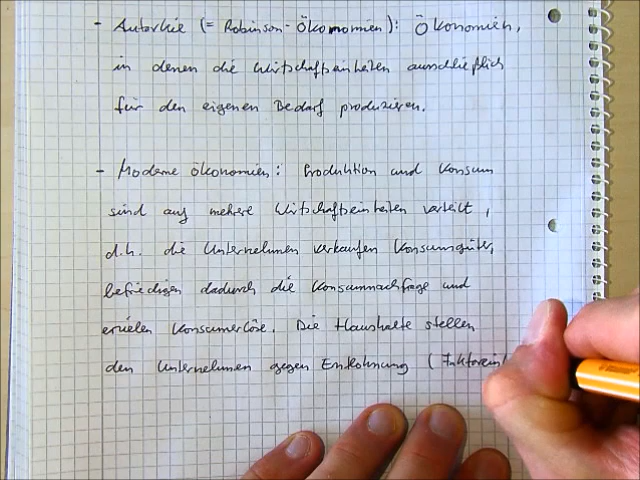 - Autarkie (= Robinson-Ökonomien): Ökonomien,
in denen die Wirtschaftseinheiten ausschließlich
für den eigenen Bedarf produzieren.
- Moderne Ökonomien: Produktion und Konsum
sind auf mehrere Wirtschaftseinheiten verteilt,
d.h. die Unternehmen verkaufen Konsumgüter,
befriedigen dadurch die Konsumnachfrage und
erzielen Konsumerlöse. Die Haushalte stellen
den Unternehmen gegen Entlohnung (